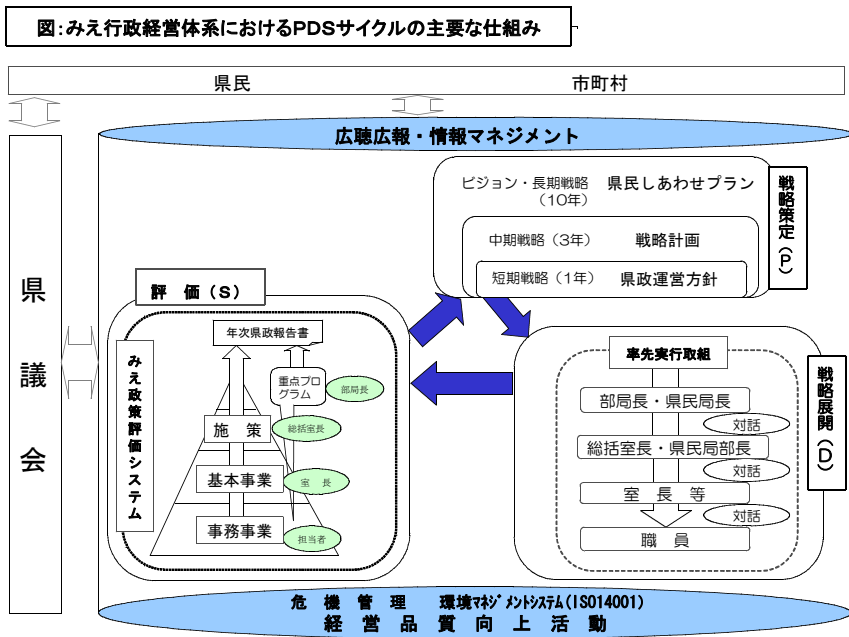 図：みえ行政経営体系におけるＰＤＳサイクルの主要な仕組み
県民
市町村
広聴広報・情報マネジメント
県議会
ビジョン・長期戦略
（１０年）
県民しあわせプラン
中期戦略（３年）
戦略計画
短期戦略（１年）
県政運営方針
戦略策定（Ｐ）
評　価（Ｓ）
みえ政策評価システム
年次県政報告書
重点プロ
グラム
部局長
施　策
総括室長
基本事業
室　長
事務事業
担当者
率先実行取組
部局長・県民局長
対話
総括室長・県民局部長
対話
室　長　等
対話
職　員
戦略展開（Ｄ）
危　機　管　理　　環境ﾏﾈｼﾞﾒﾝﾄｼｽﾃﾑ(ISO14001)
経　営　品　質　向　上　活　動